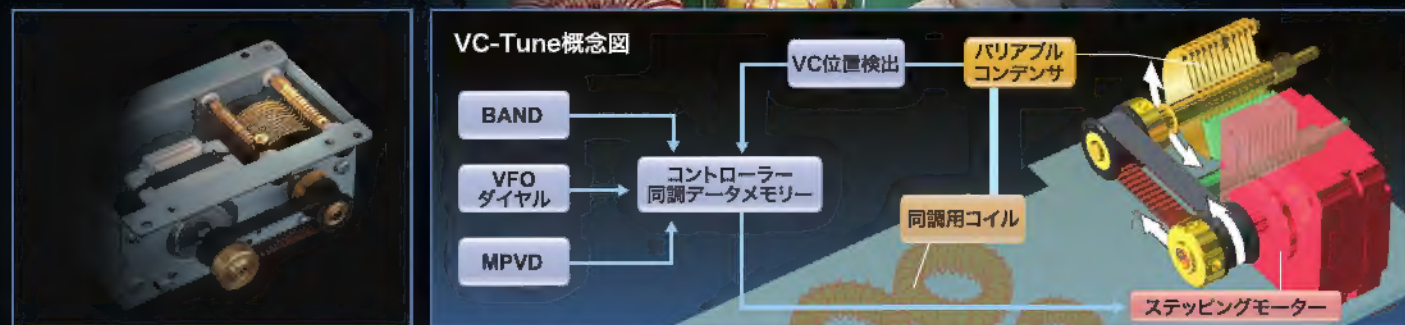 VC-Tune概念図
BAND
VFO
ダイヤル
MPVD
コントローラー
同調データメモリー
VC位置検出
バリアブル
コンデンサ
同調用コイル
ステッピングモーター